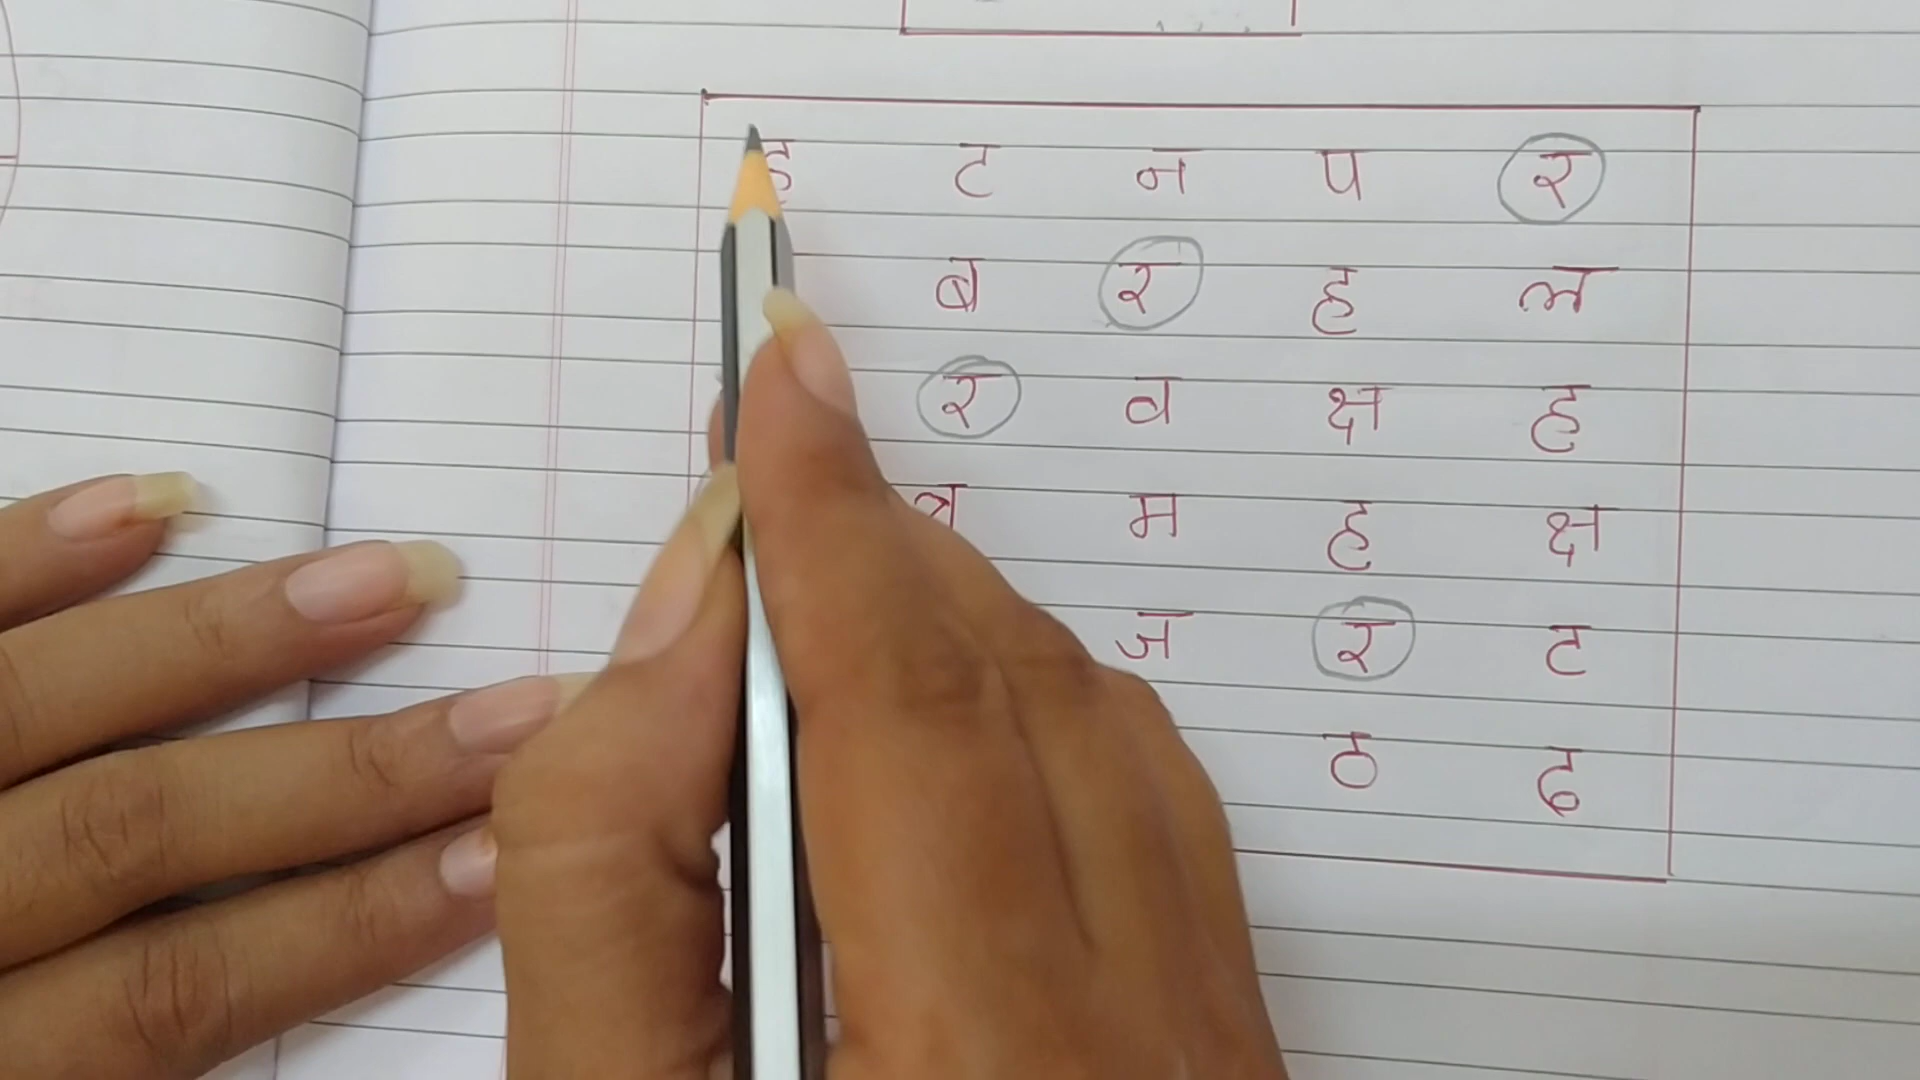 ट न प र
ब र ह ल
र व क्ष ह
म ह क्ष
ज र ट
ठ ढ